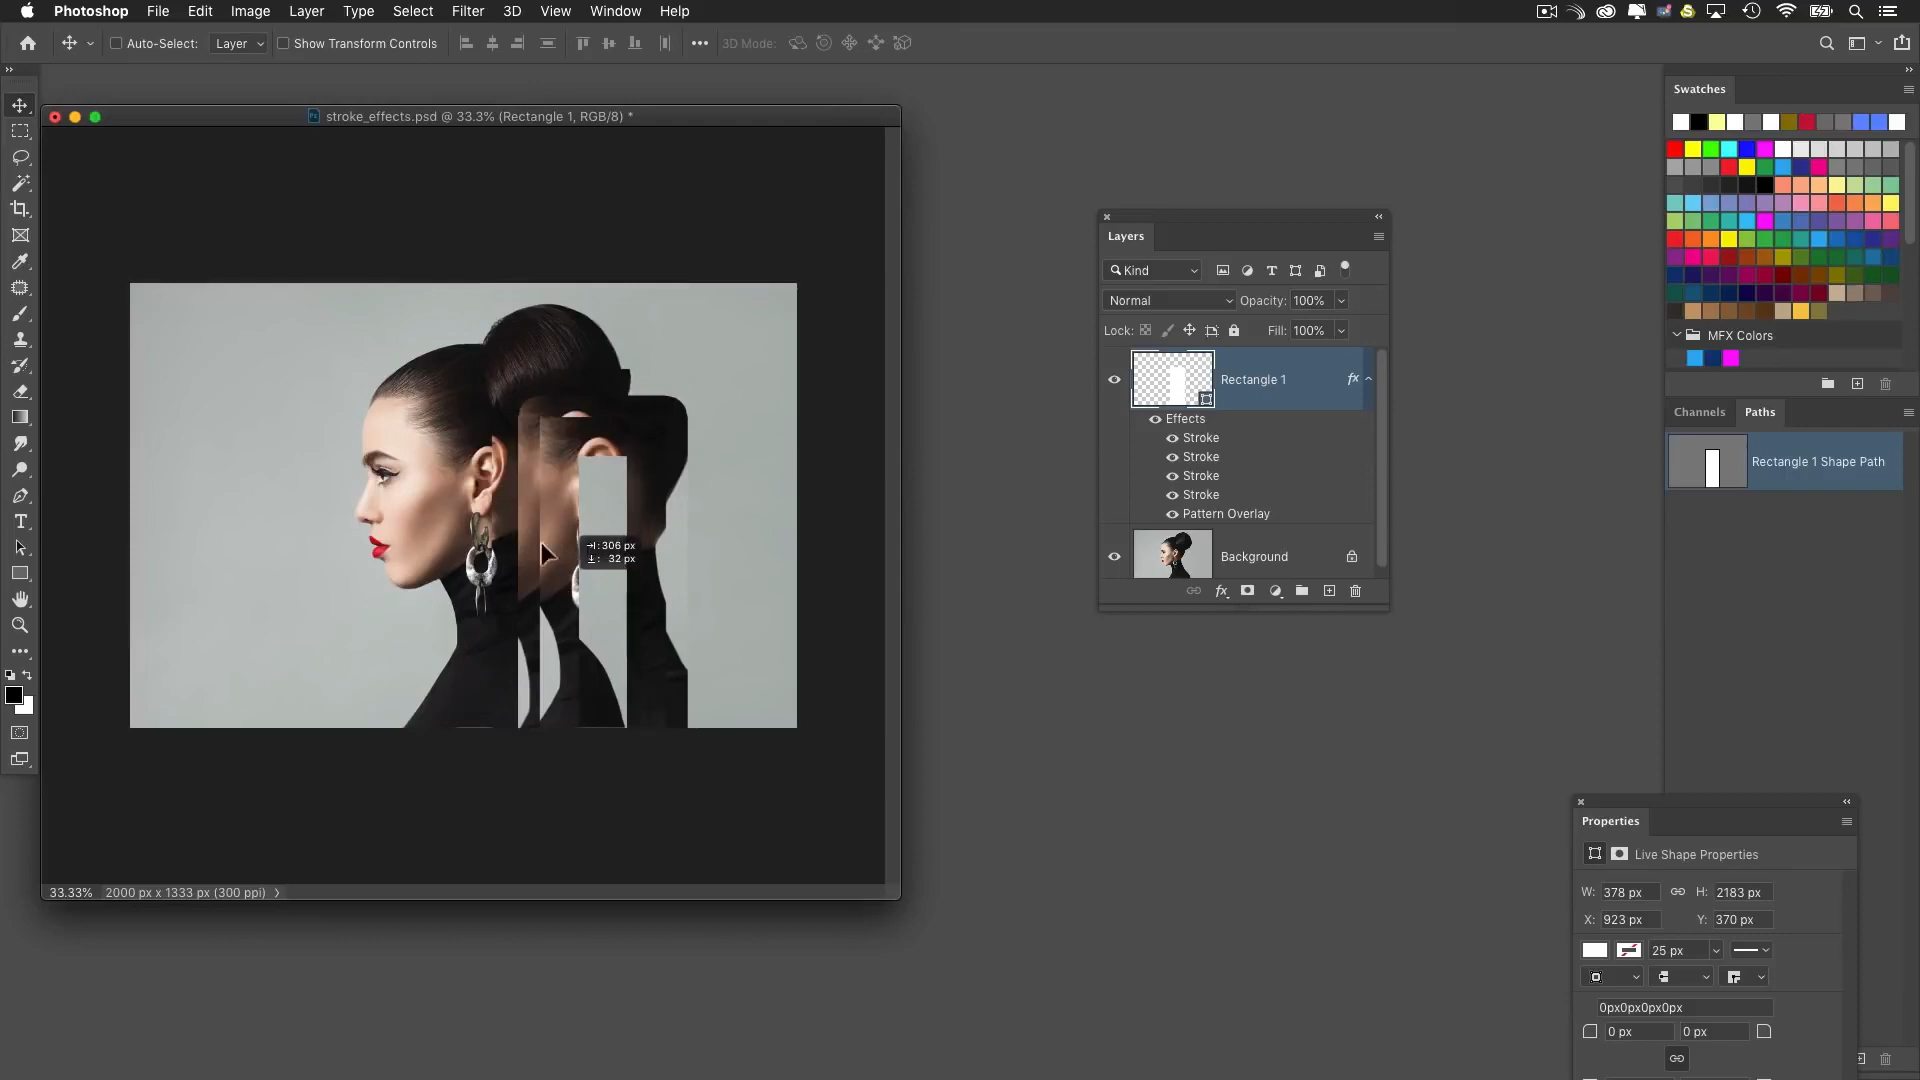 Photoshop File Edit Image Layer Type Select Filter 3D View Window Help
Auto-Select: Layer Show Transform Controls 3D Mode:
stroke_effects.psd @ 33.3% (Rectangle 1, RGB/8) *
306 px
32 px
33.33% 2000 px x 1333 px (300 ppi)
Layers
Kind
Normal Opacity: 100%
Lock: Fill: 100%
Rectangle 1 fx
Effects
Stroke
Stroke
Stroke
Stroke
Pattern Overlay
Background
fx
Swatches
MFX Colors
Channels Paths
Rectangle 1 Shape Path
Properties
Live Shape Properties
W: 378 px H: 2183 px
X: 923 px Y: 370 px
25 px
0px0px0px0px
0 px 0 px